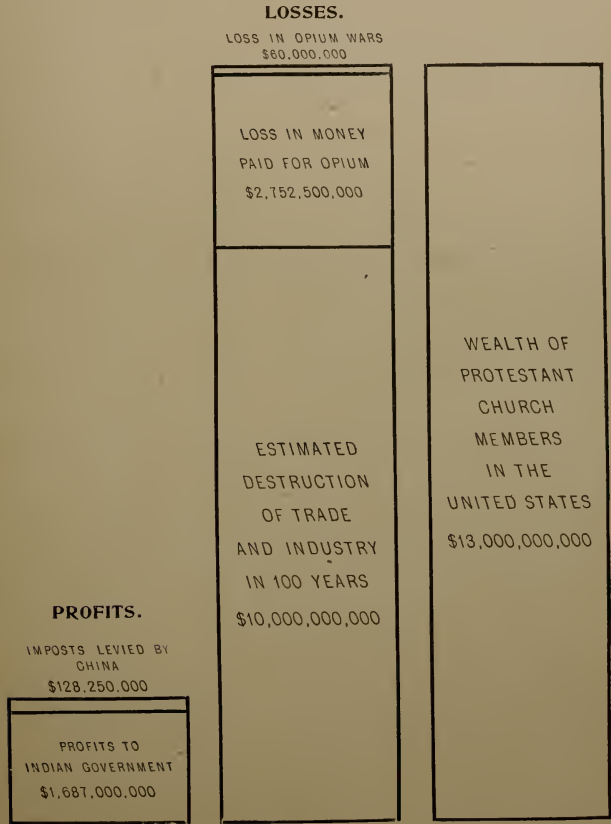 LOSSES.
LOSS IN OPIUM WARS
$60,000,000
LOSS IN MONEY
PAID FOR OPIUM
$2,752,500,000
ESTIMATED
DESTRUCTION
OF TRADE
AND INDUSTRY
IN 100 YEARS
$10,000,000,000
WEALTH OF
PROTESTANT
CHURCH
MEMBERS
IN THE
UNITED STATES
$13,000,000,000
PROFITS.
IMPOSTS LEVIED BY
CHINA
$128,250,000
PROFITS TO
INDIAN GOVERNMENT
$1,687,000,000